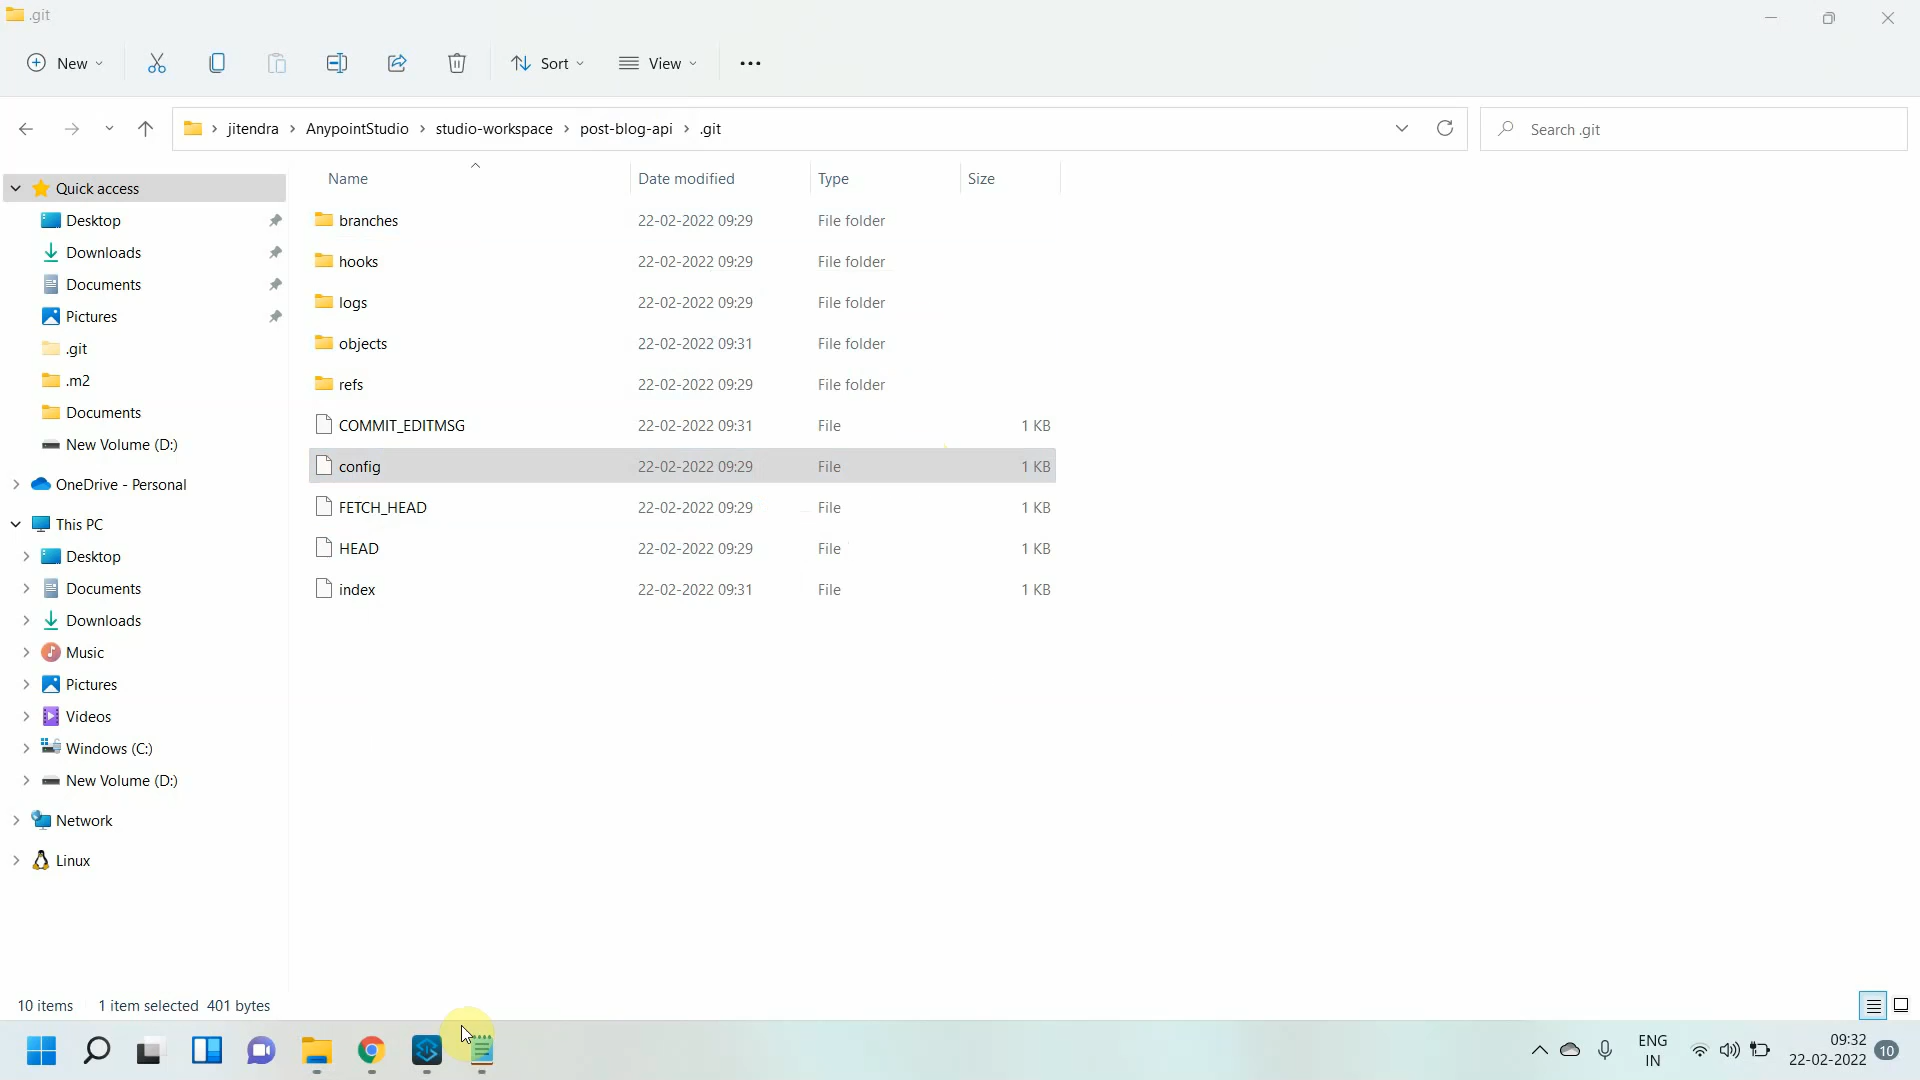 .git
New
Sort
View
jitendra > AnypointStudio > studio-workspace > post-blog-api > .git
Search .git
Name Date modified Type Size
Quick access
Desktop
Downloads
Documents
Pictures
.git
.m2
Documents
New Volume (D:)
OneDrive - Personal
This PC
Desktop
Documents
Downloads
Music
Pictures
Videos
Windows (C:)
New Volume (D:)
Network
Linux
branches 22-02-2022 09:29 File folder
hooks 22-02-2022 09:29 File folder
logs 22-02-2022 09:29 File folder
objects 22-02-2022 09:31 File folder
refs 22-02-2022 09:29 File folder
COMMIT_EDITMSG 22-02-2022 09:31 File 1 KB
config 22-02-2022 09:29 File 1 KB
FETCH_HEAD 22-02-2022 09:29 File 1 KB
HEAD 22-02-2022 09:29 File 1 KB
index 22-02-2022 09:31 File 1 KB
10 items 1 item selected 401 bytes
ENG
IN
09:32
22-02-2022
10